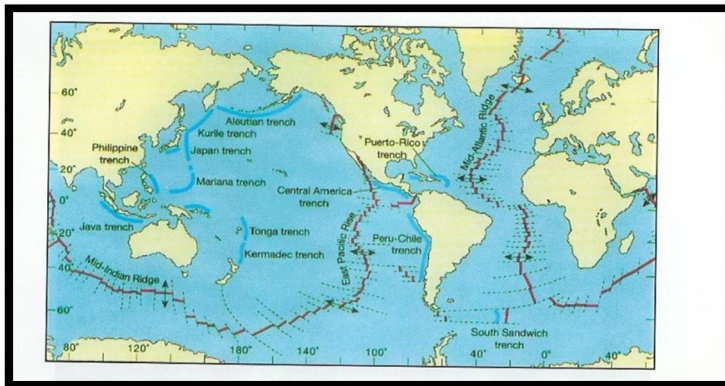 60°
40°
20°
0°
20
40
60°
80°
120°
180°
100°
40°
0°
40°
Aleutian trench
Kurile trench
Japan trench
Philippine
trench
Mariana trench
Java trench
Mid-Indian Ridge
Tonga trench
Kermadec trench
Central America
trench
East Pacific Rise
Peru-Chile
trench
Puerto-Rico
trench
Mid-Atlantic Ridge
South Sandwich
trench